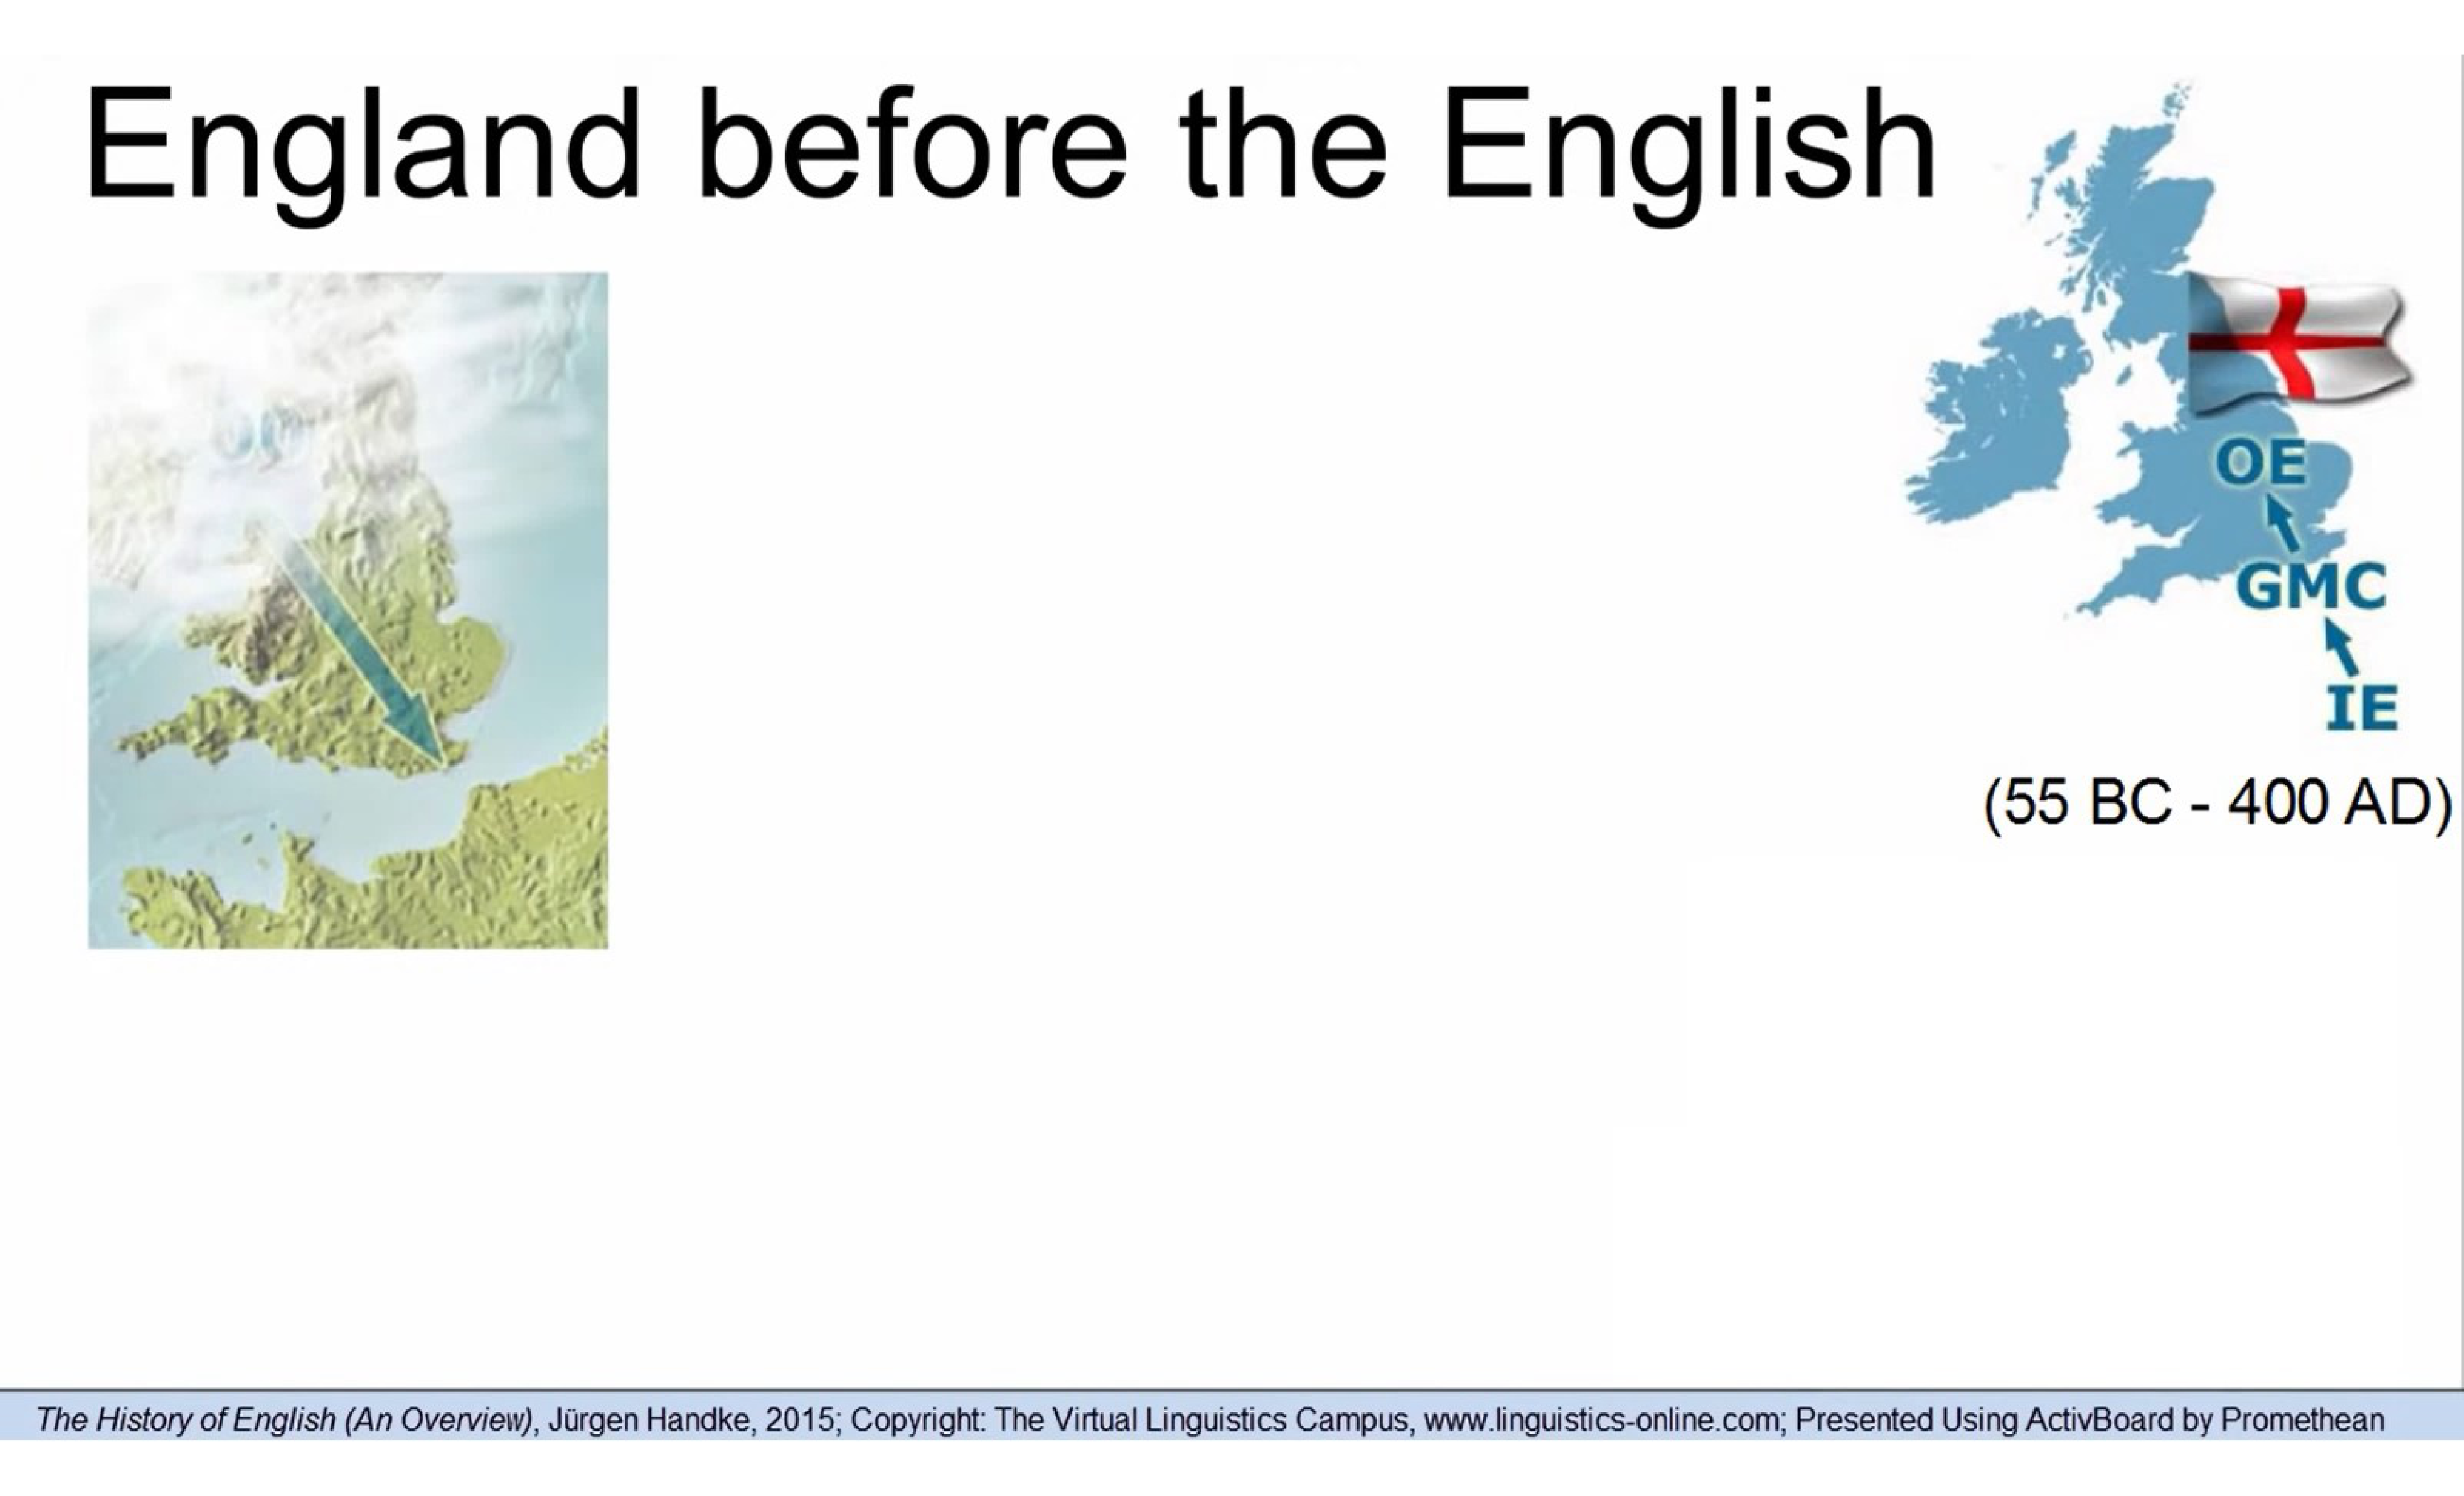 England before the English
OE
GMC
IE
(55 BC - 400 AD)
The History of English (An Overview), Jürgen Handke, 2015; Copyright: The Virtual Linguistics Campus, www.linguistics-online.com; Presented Using ActivBoard by Promethean